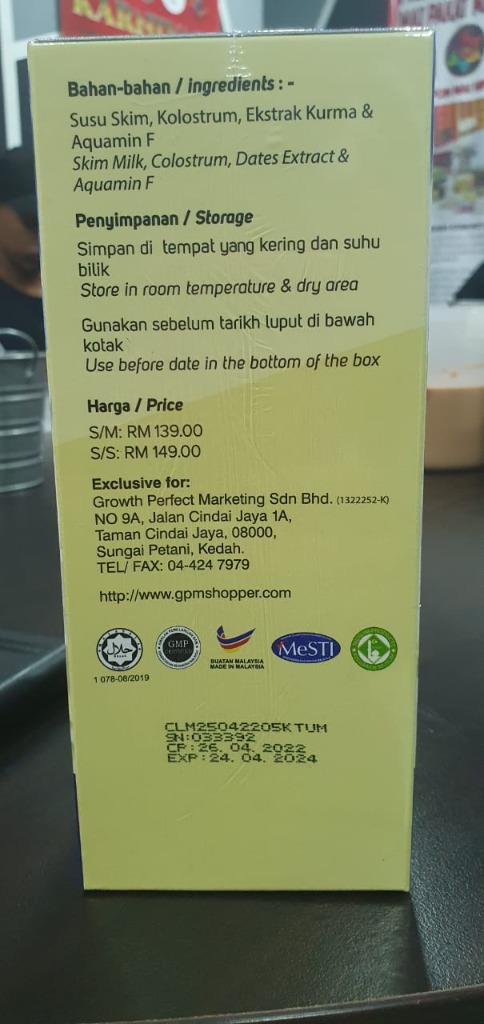 Bahan-bahan / ingredients : -
Susu Skim, Kolostrum, Ekstrak Kurma &
Aquamin F
Skim Milk, Colostrum, Dates Extract &
Aquamin F
Penyimpanan / Storage
Simpan di tempat yang kering dan suhu
bilik
Store in room temperature & dry area
Gunakan sebelum tarikh luput di bawah
kotak
Use before date in the bottom of the box
Harga / Price
S/M: RM 139.00
S/S: RM 149.00
Exclusive for:
Growth Perfect Marketing Sdn Bhd. (1322252-K)
NO 9A, Jalan Cindai Jaya 1A,
Taman Cindai Jaya, 08000,
Sungai Petani, Kedah.
TEL/ FAX: 04-424 7979
http://www.gpmshopper.com
حلال
GMP
BUATAN MALAYSIA
MADE IN MALAYSIA
MeSTI
1 078-06/2019
CLM25042205KTUM
SN:033392
CP:26. 04. 2022
EXP:24. 04. 2024